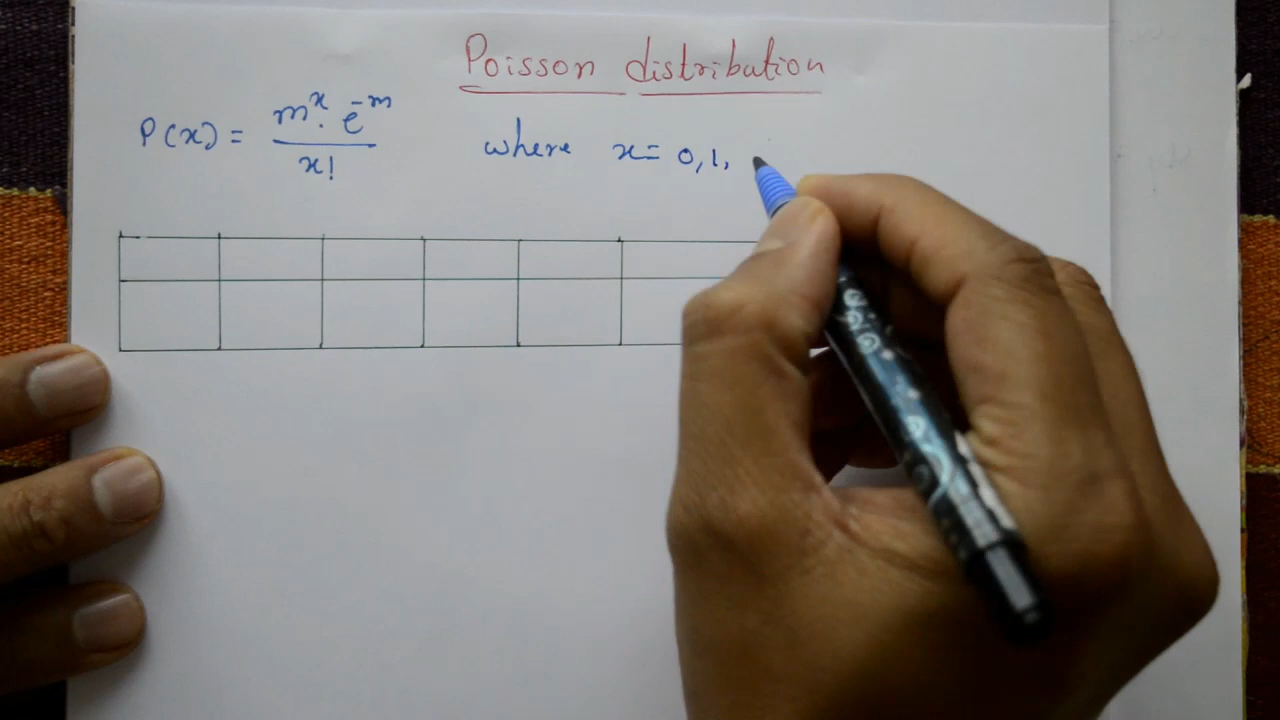 Poisson distribution
P(x) = m^x · e^-m / x! where x = 0, 1,